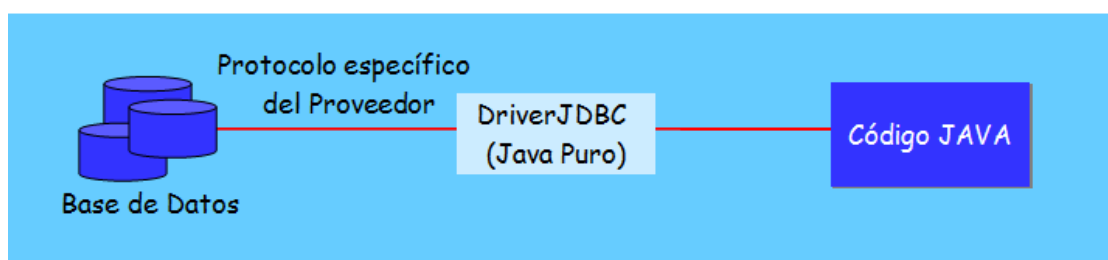 Protocolo específico
del Proveedor
DriverJDBC
(Java Puro)
Código JAVA
Base de Datos